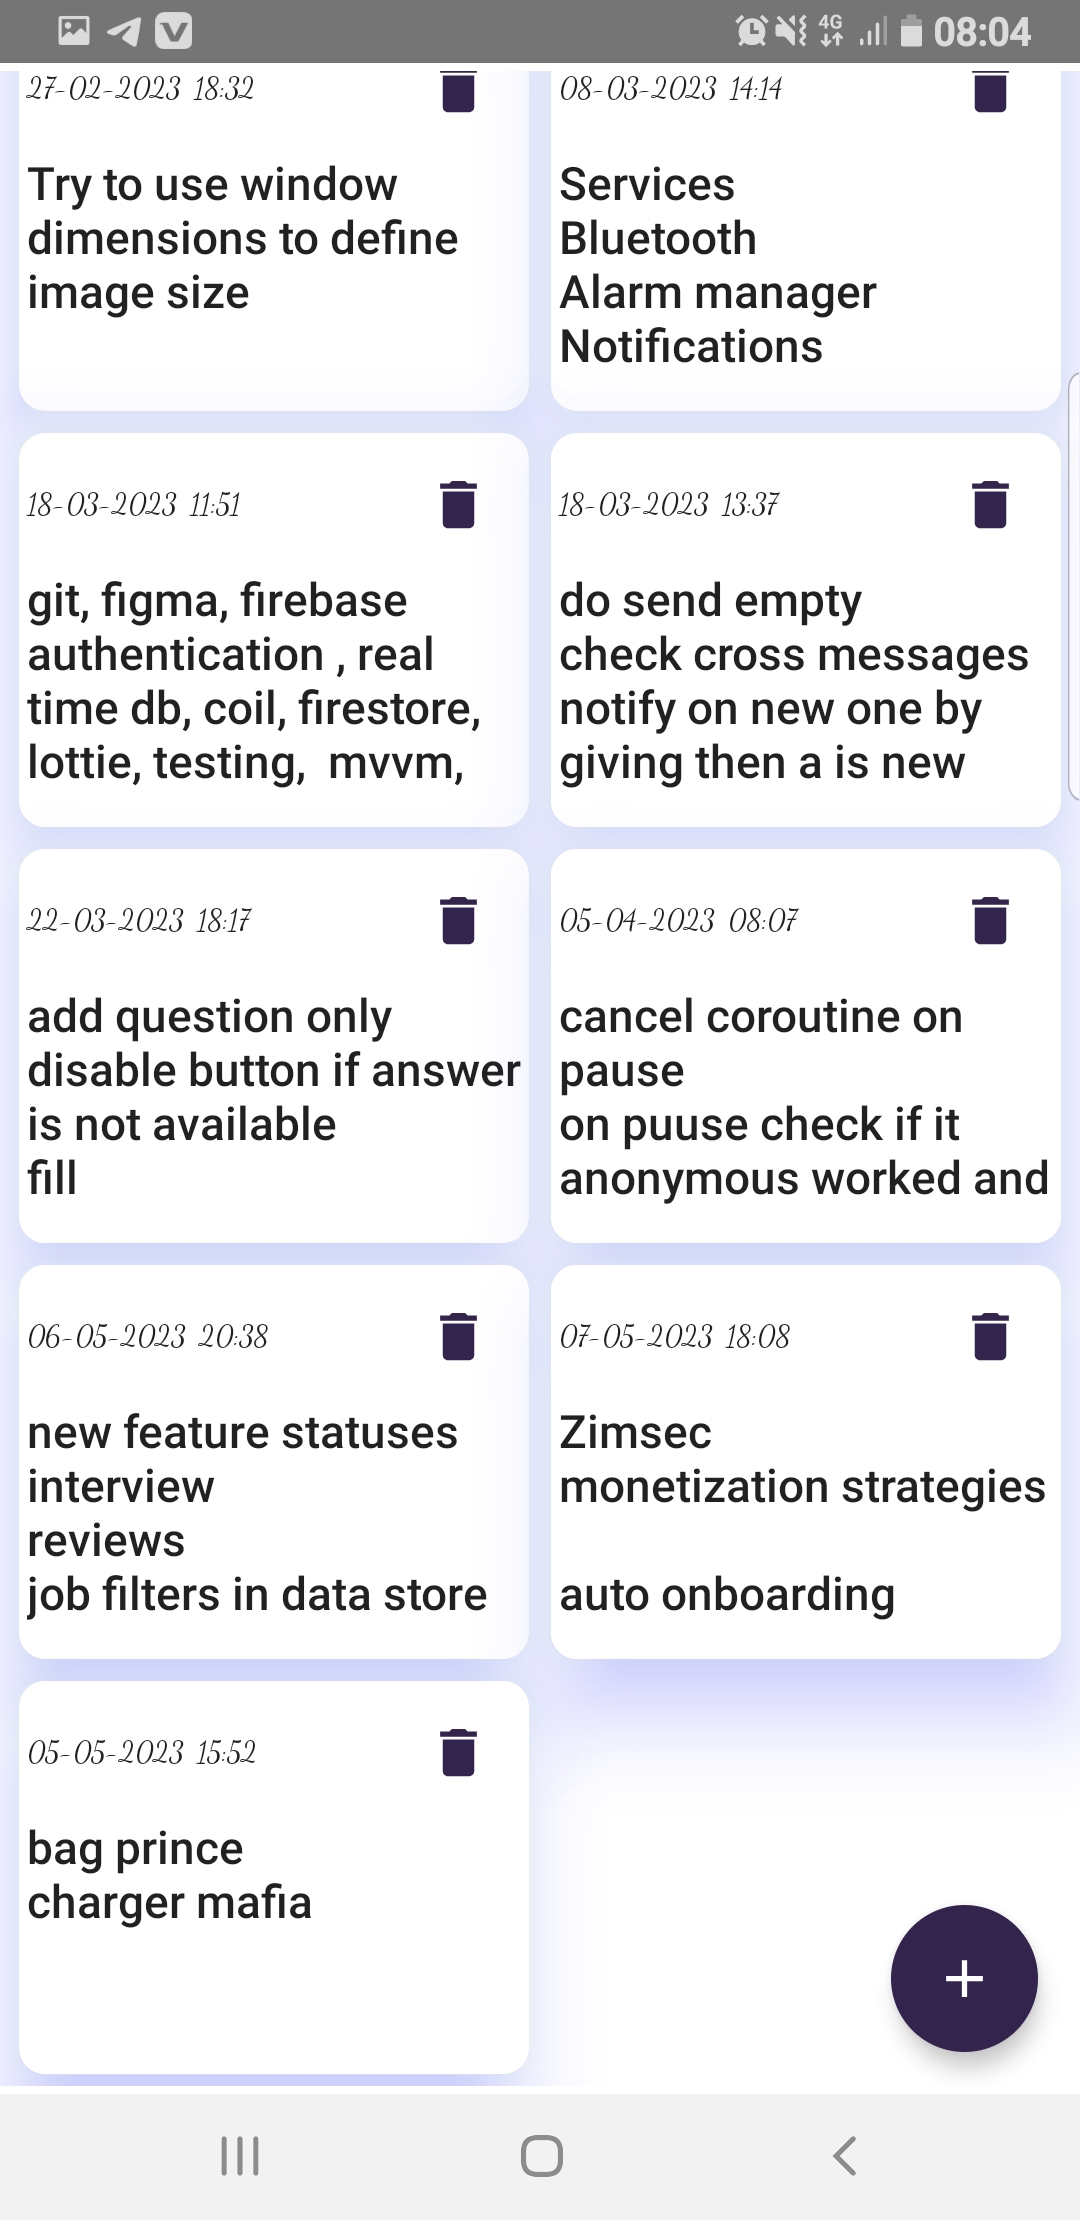 4G
08:04
27-02-2023 18:32
Try to use window
dimensions to define
image size
08-03-2023 14:14
Services
Bluetooth
Alarm manager
Notifications
18-03-2023 11:51
git, figma, firebase
authentication , real
time db, coil, firestore,
lottie, testing,  mvvm,
18-03-2023 13:37
do send empty
check cross messages
notify on new one by
giving then a is new
22-03-2023 18:17
add question only
disable button if answer
is not available
fill
05-04-2023 08:07
cancel coroutine on
pause
on puuse check if it
anonymous worked and
06-05-2023 20:38
new feature statuses
interview
reviews
job filters in data store
07-05-2023 18:08
Zimsec
monetization strategies
auto onboarding
05-05-2023 15:52
bag prince
charger mafia